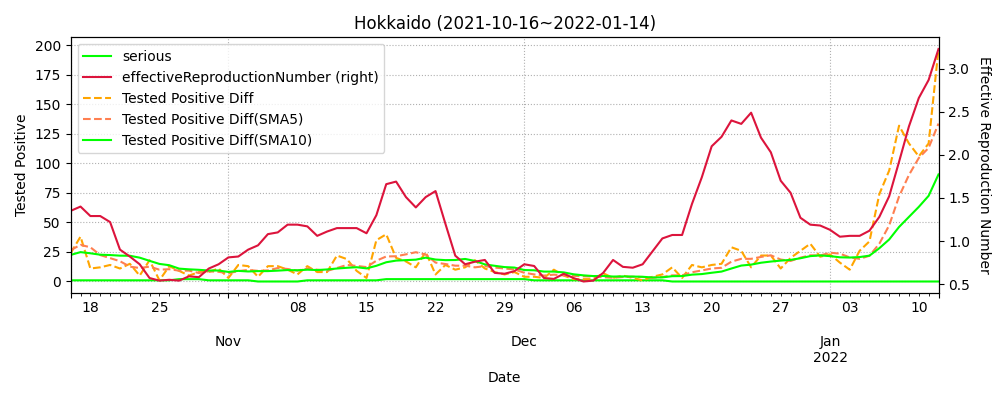 Hokkaido (2021-10-16~2022-01-14)
serious
effectiveReproductionNumber (right)
Tested Positive Diff
Tested Positive Diff(SMA5)
Tested Positive Diff(SMA10)
Tested Positive
200
175
150
125
100
75
50
25
0
Effective Reproduction Number
3.0
2.5
2.0
1.5
1.0
0.5
18 25 08 15 22 29 06 13 20 27 03 10
Nov Dec Jan
2022
Date